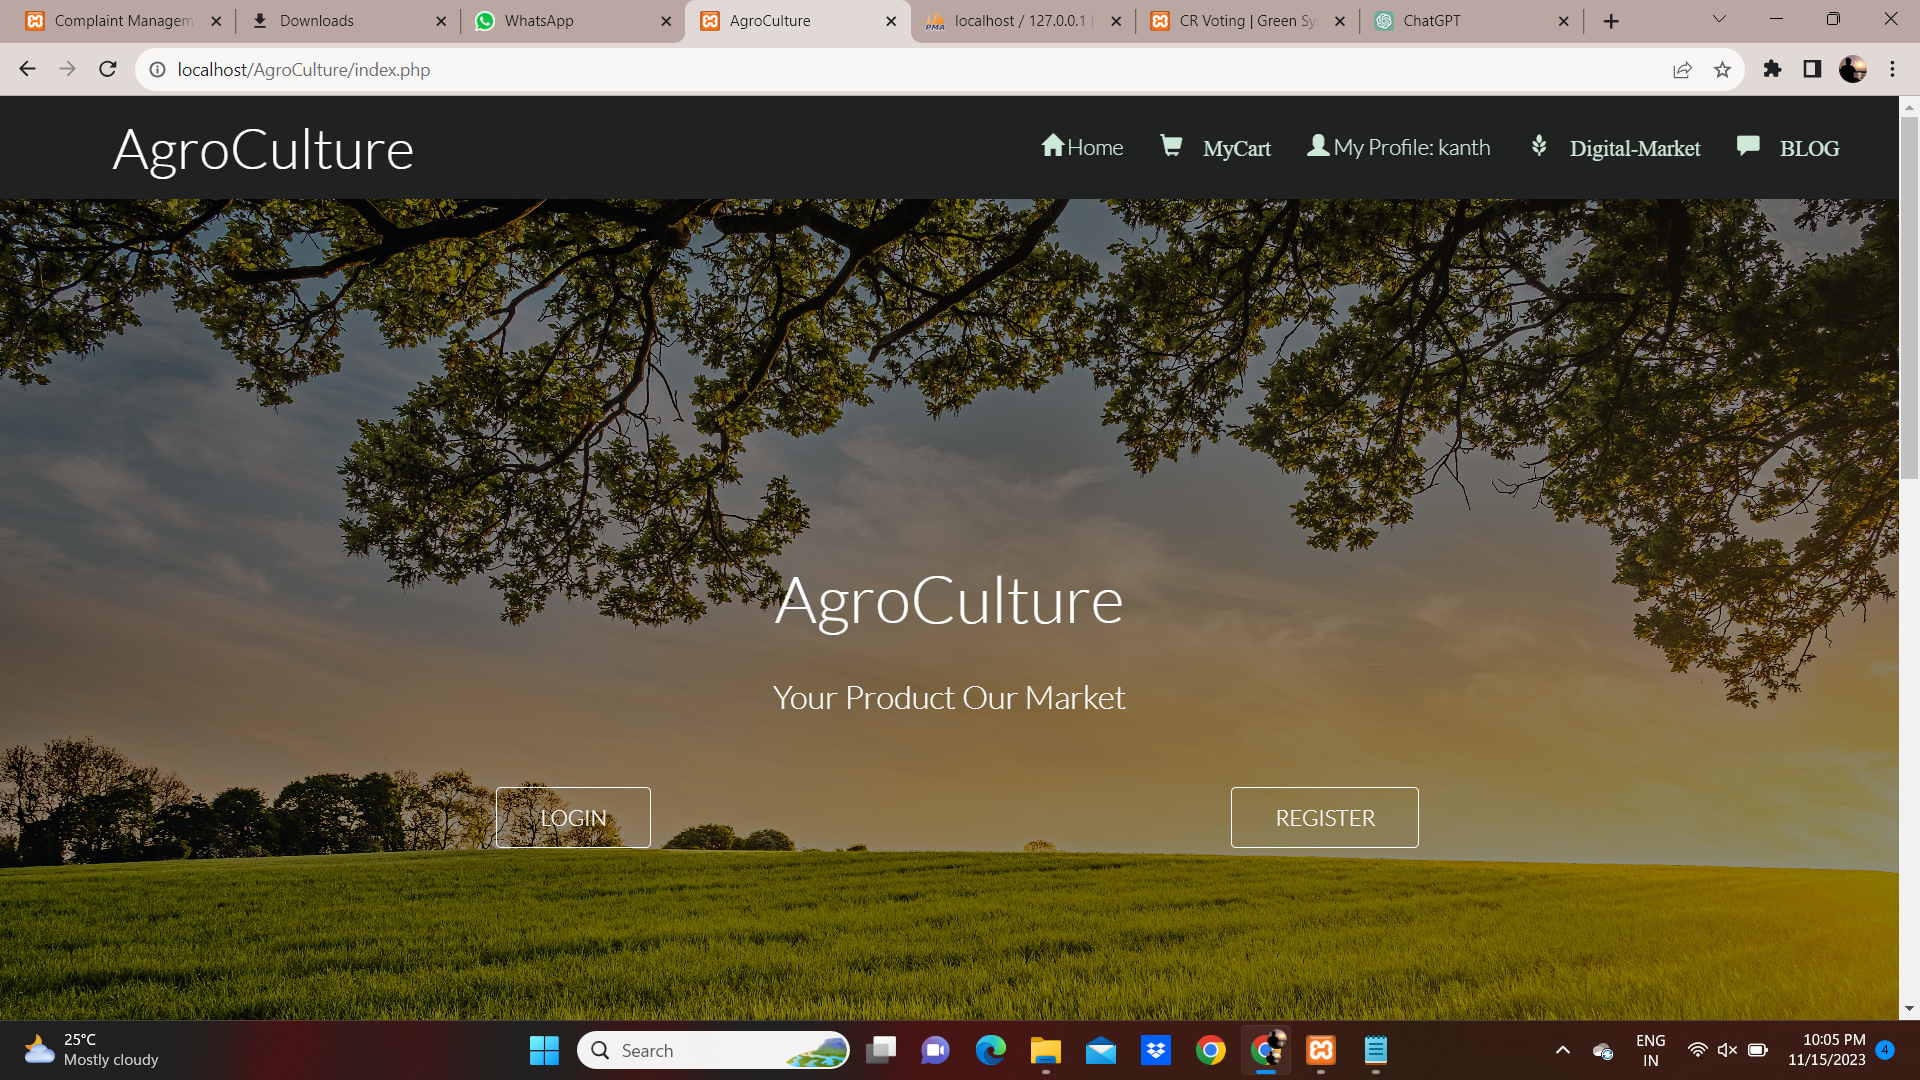 Complaint Managem
Downloads
WhatsApp
AgroCulture
localhost / 127.0.0.1 |
CR Voting | Green Sy
ChatGPT
localhost/AgroCulture/index.php
AgroCulture
Home
MyCart
My Profile: kanth
Digital-Market
BLOG
AgroCulture
Your Product Our Market
LOGIN
REGISTER
25°C
Mostly cloudy
Search
ENG
IN
10:05 PM
11/15/2023
4